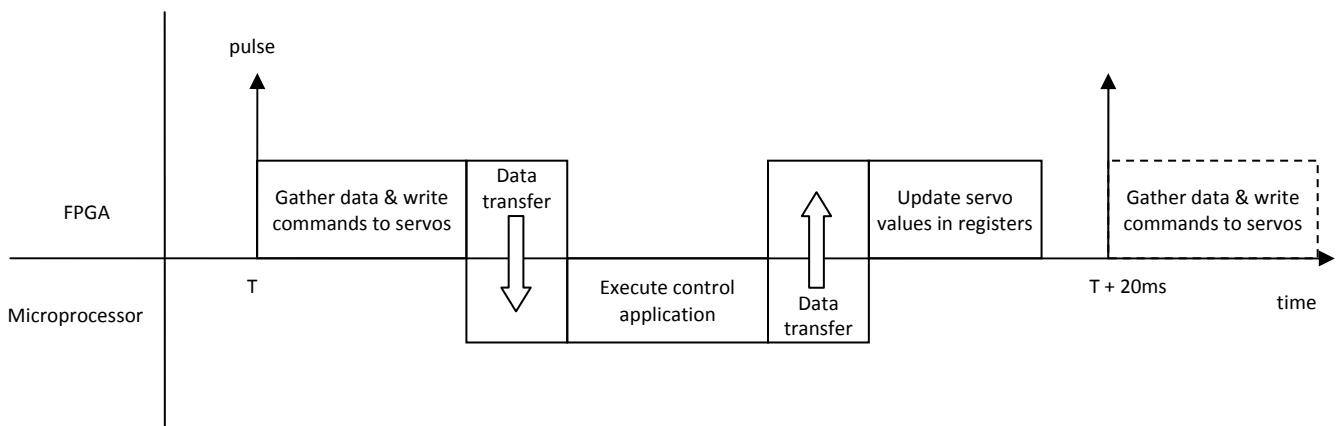 pulse
Gather data & write
commands to servos
Data
transfer
Update servo
values in registers
Gather data & write
commands to servos
FPGA
T
T + 20ms
time
Microprocessor
Execute control
application
Data
transfer